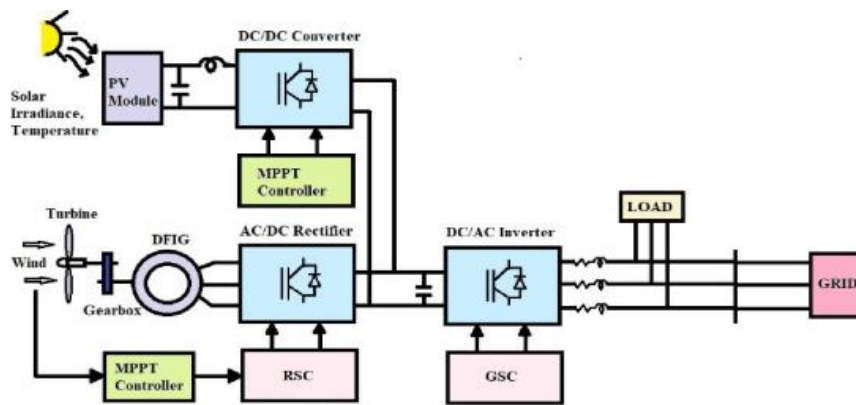 DC/DC Converter
PV
Module
Solar
Irradiance,
Temperature
MPPT
Controller
Turbine
Wind
DFIG
Gearbox
AC/DC Rectifier
DC/AC Inverter
LOAD
GRID
MPPT
Controller
RSC
GSC